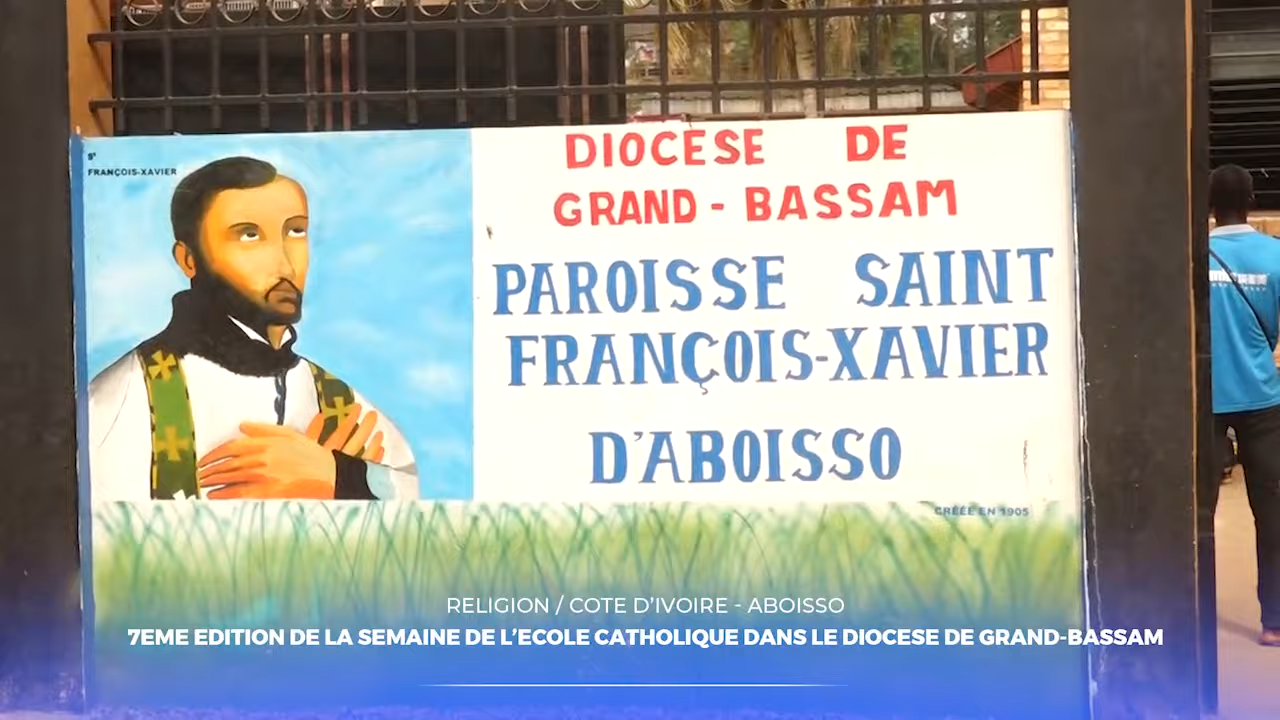 Sᵗ
FRANÇOIS-XAVIER
DIOCESE DE
GRAND-BASSAM
PAROISSE SAINT
FRANÇOIS-XAVIER
D'ABOISSO
CRÉÉE EN 1905
RELIGION / COTE D'IVOIRE - ABOISSO
7EME EDITION DE LA SEMAINE DE L'ECOLE CATHOLIQUE DANS LE DIOCESE DE GRAND-BASSAM